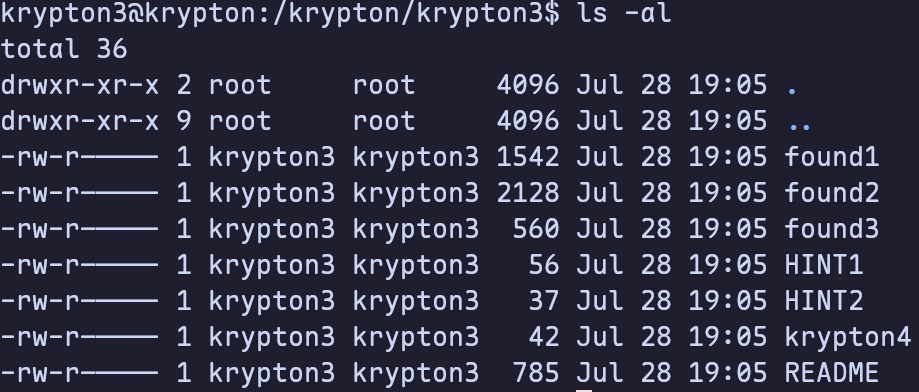 krypton3@krypton:/krypton/krypton3$ ls -al
total 36
drwxr-xr-x 2 root     root     4096 Jul 28 19:05 .
drwxr-xr-x 9 root     root     4096 Jul 28 19:05 ..
-rw-r----- 1 krypton3 krypton3 1542 Jul 28 19:05 found1
-rw-r----- 1 krypton3 krypton3 2128 Jul 28 19:05 found2
-rw-r----- 1 krypton3 krypton3  560 Jul 28 19:05 found3
-rw-r----- 1 krypton3 krypton3   56 Jul 28 19:05 HINT1
-rw-r----- 1 krypton3 krypton3   37 Jul 28 19:05 HINT2
-rw-r----- 1 krypton3 krypton3   42 Jul 28 19:05 krypton4
-rw-r----- 1 krypton3 krypton3  785 Jul 28 19:05 README